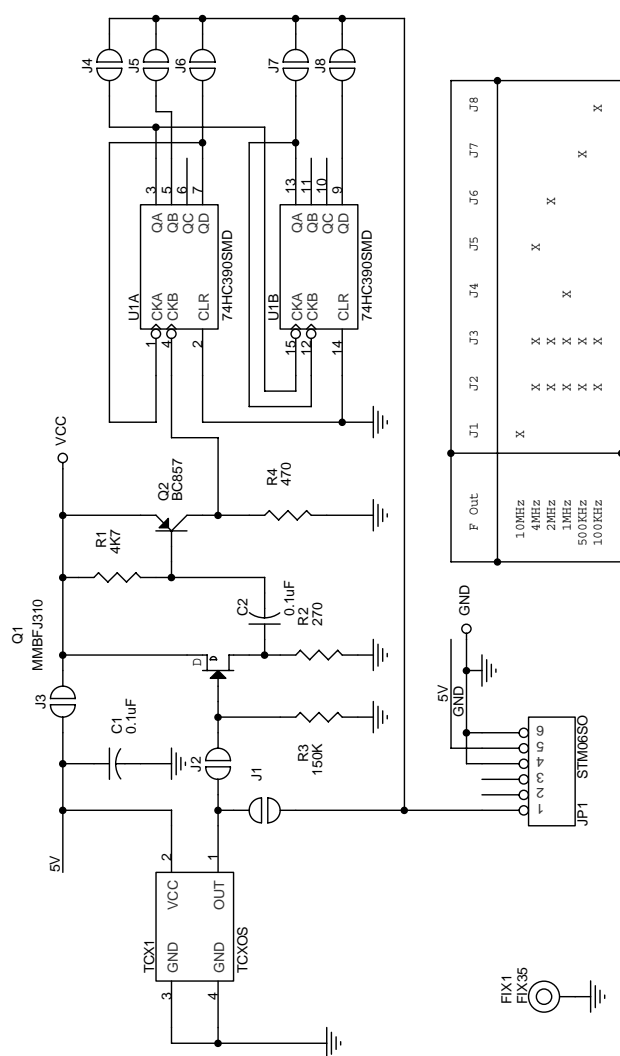 5V
VCC
J3
Q1
MMBFJ310
C1
0.1uF
R1
4K7
Q2
BC857
TCX1
2
VCC
GND
3
1
OUT
GND
4
TCXOS
J2
J1
D
D
C2
0.1uF
R2
270
R3
150K
R4
470
U1A
1
CKA
4
CKB
2
CLR
QA
3
QB
5
QC
6
QD
7
74HC390SMD
U1B
15
CKA
12
CKB
14
CLR
QA
13
QB
11
QC
10
QD
9
74HC390SMD
J4
J5
J6
J7
J8
FIX1
FIX35
5V
GND
GND
1
2
3
4
5
6
JP1
STM06SO
F Out J1 J2 J3 J4 J5 J6 J7 J8
10MHz X
4MHz X X X
2MHz X X X
1MHz X X X
500KHz X X X
100KHz X X X